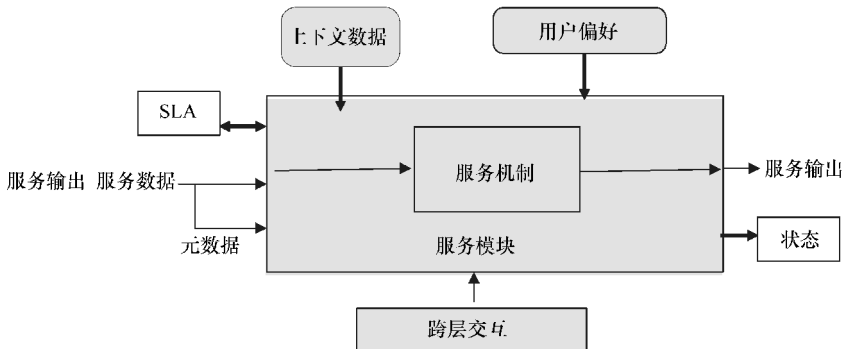 上下文数据
用户偏好
SLA
服务输出 服务数据
服务机制
服务输出
元数据
服务模块
状态
跨层交互